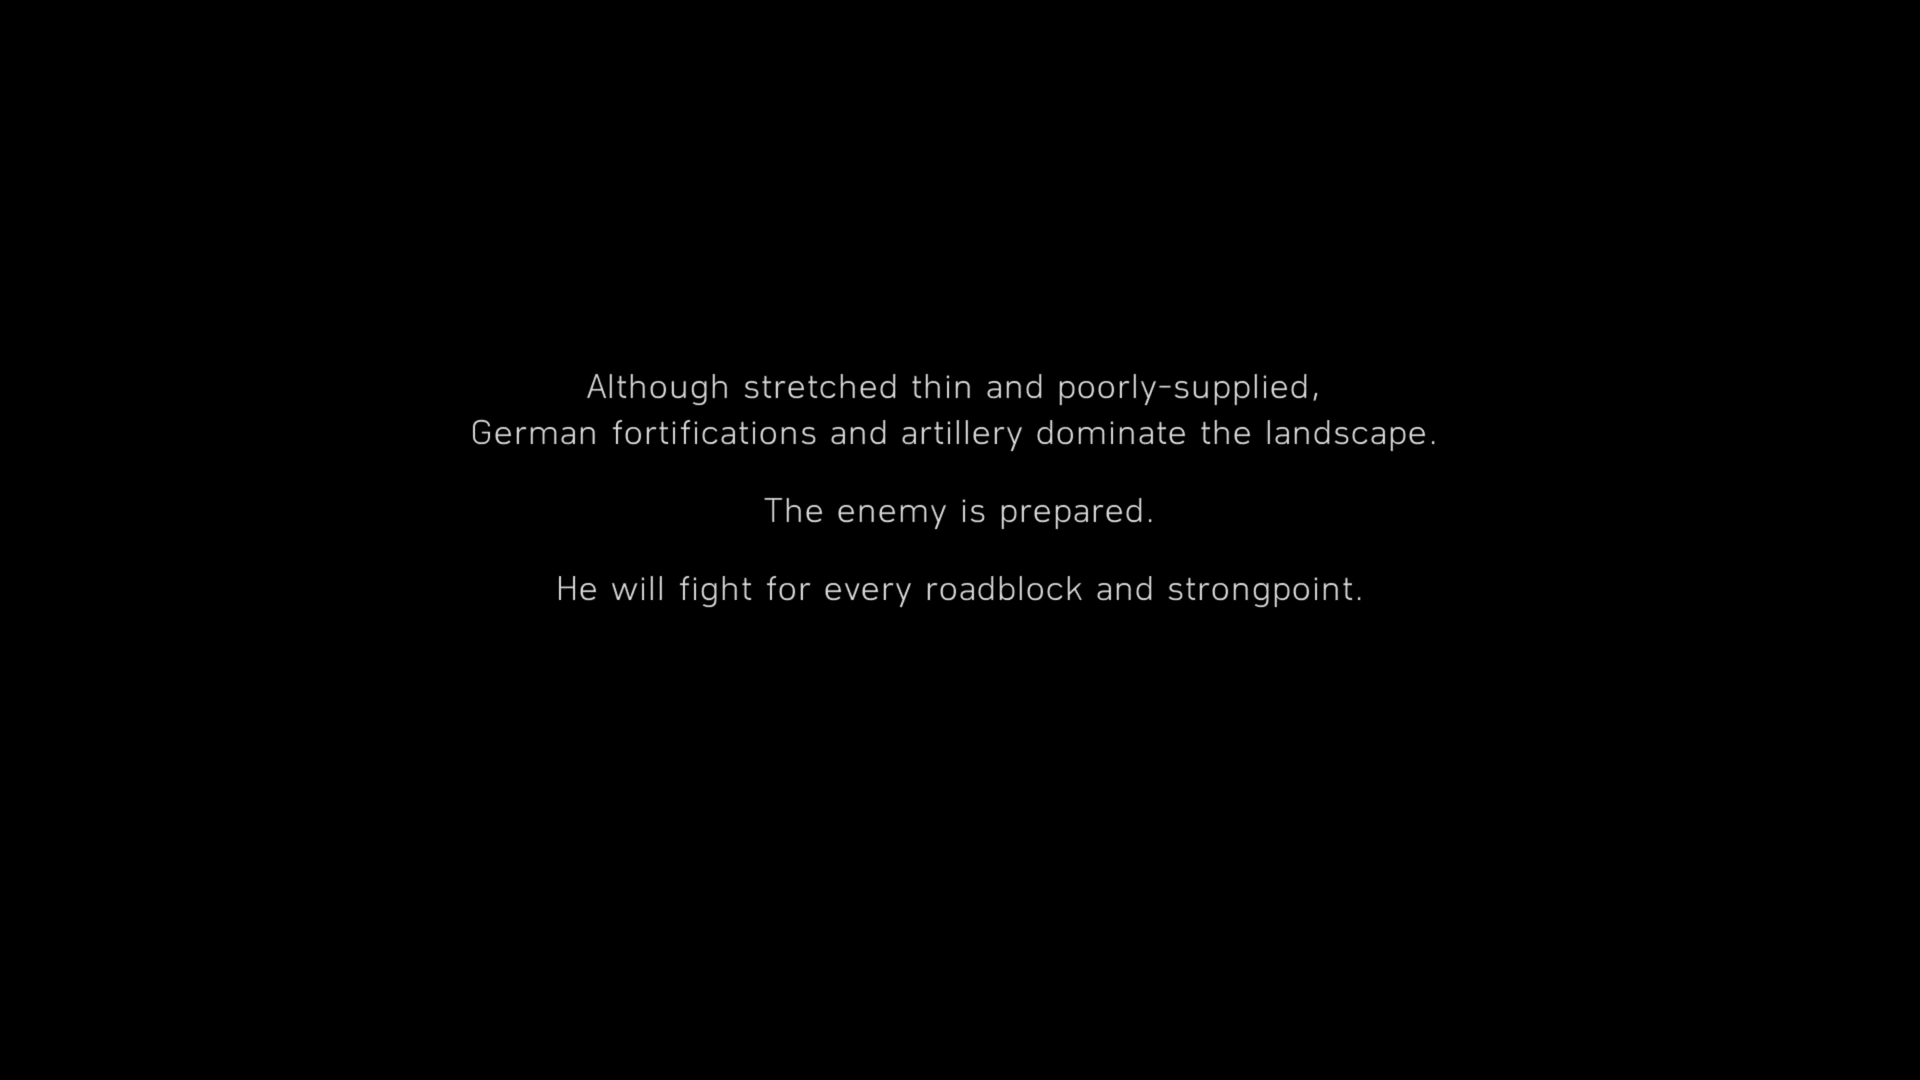 Although stretched thin and poorly-supplied,
German fortifications and artillery dominate the landscape.
The enemy is prepared.
He will fight for every roadblock and strongpoint.